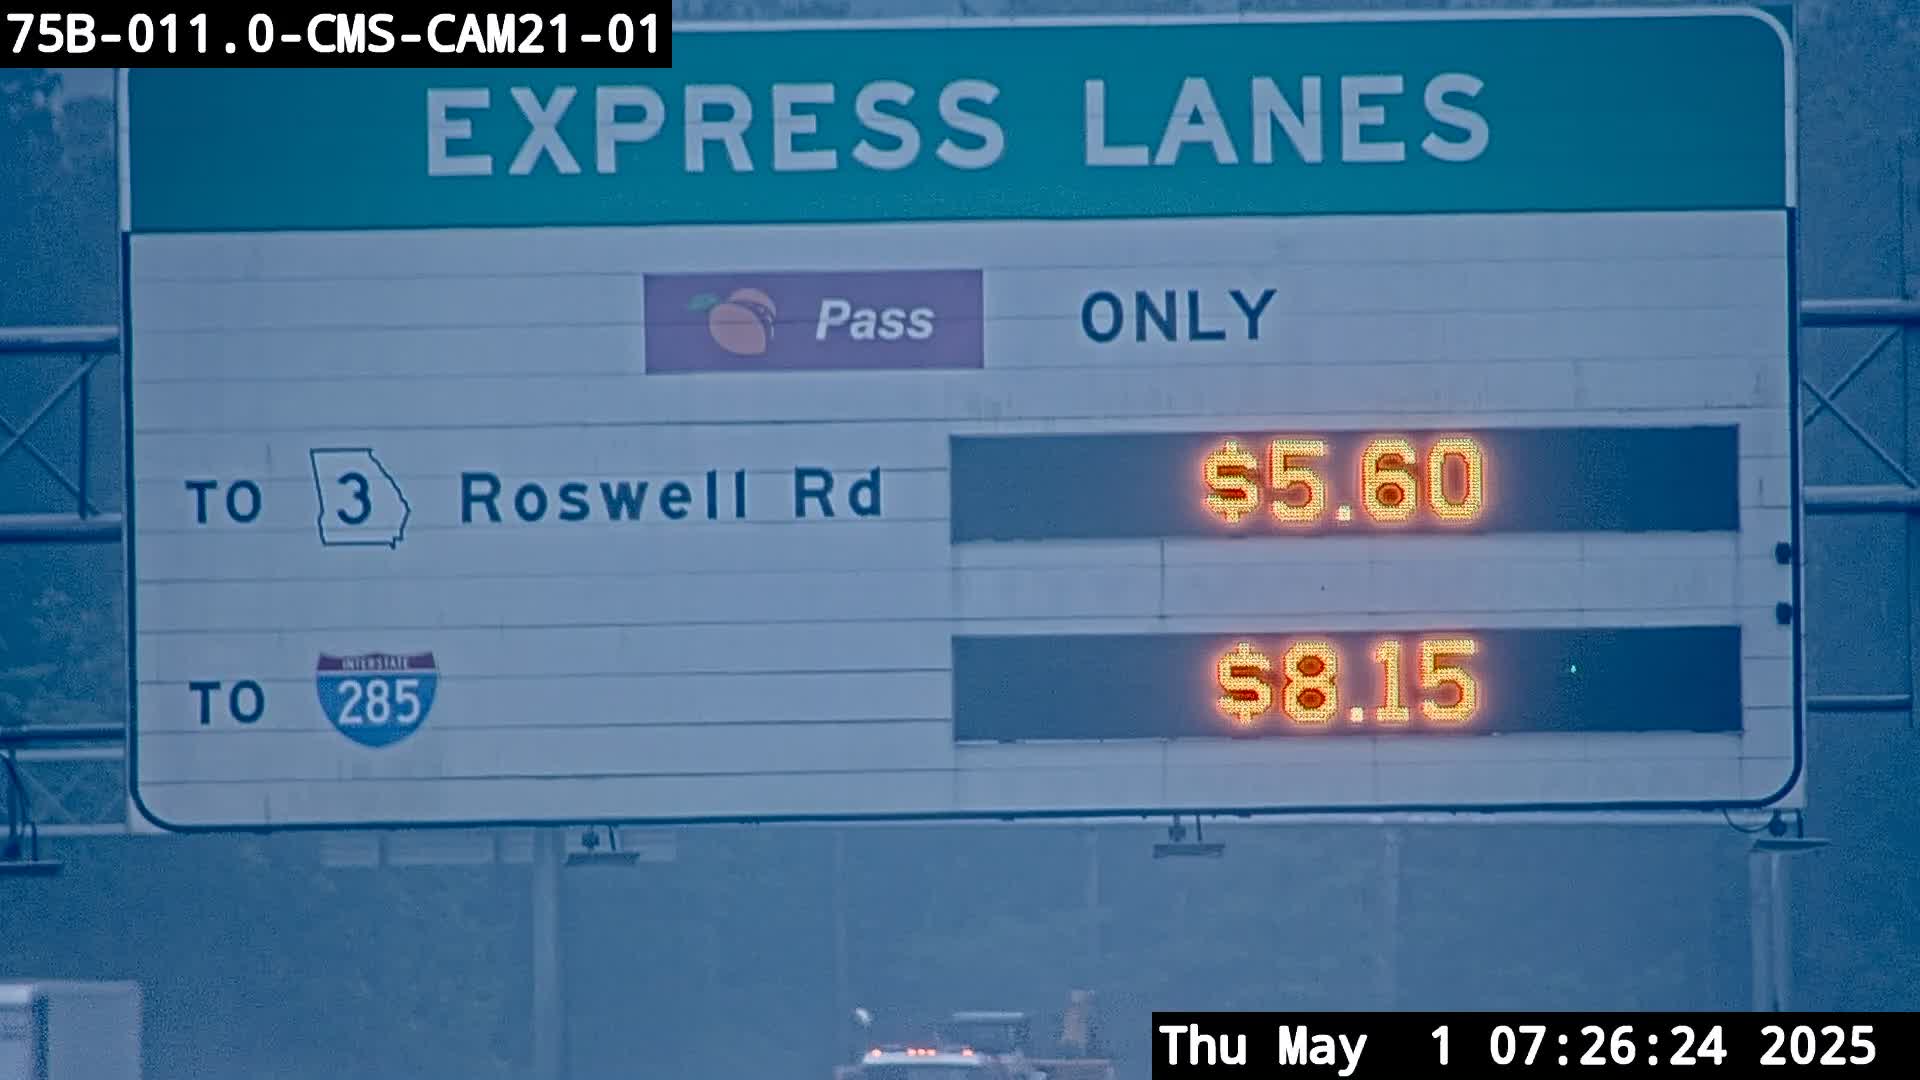 75B-011.0-CMS-CAM21-01
EXPRESS LANES
Pass ONLY
TO 3 Roswell Rd $5.60
INTERSTATE
TO 285 $8.15
Thu May 1 07:26:24 2025